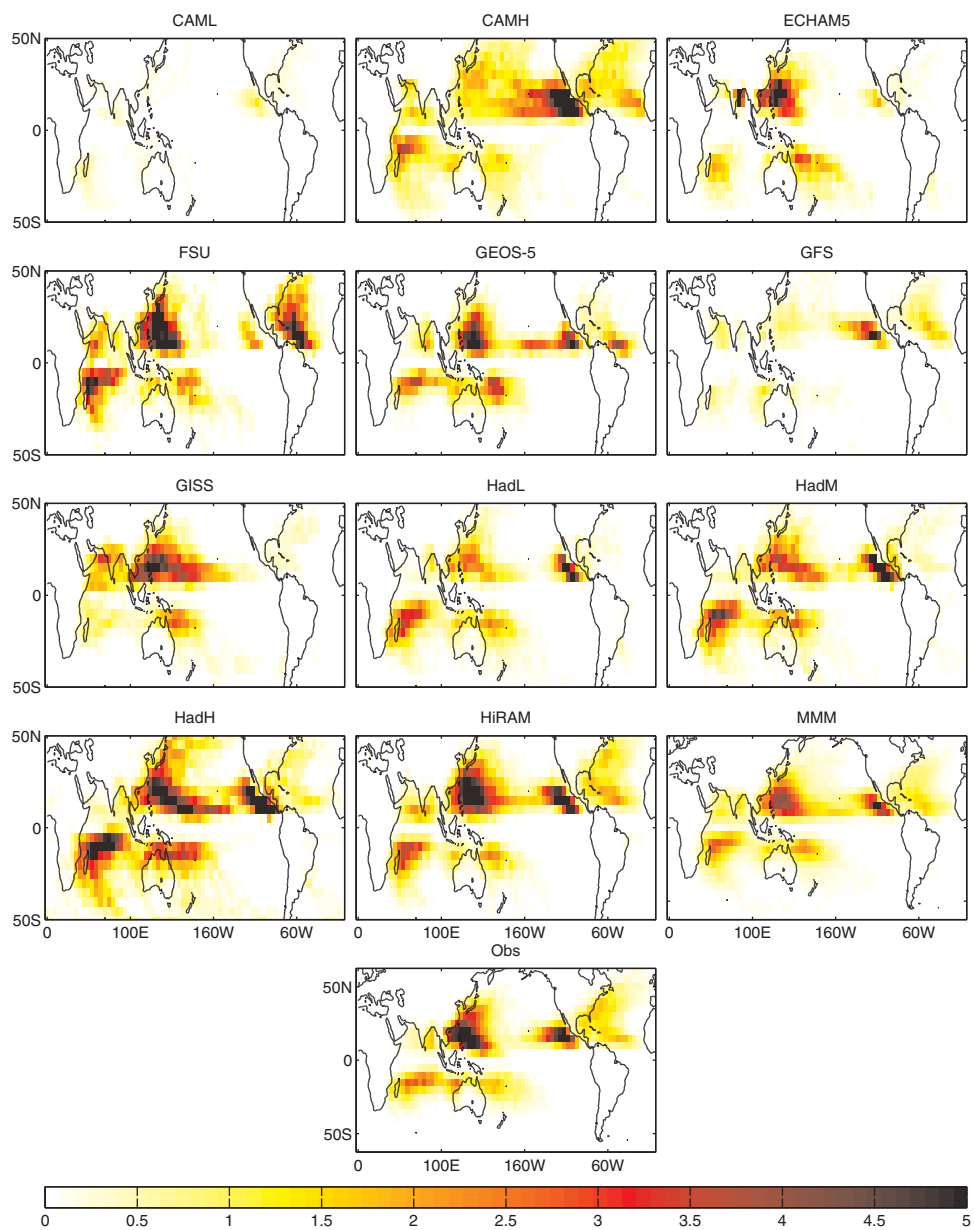 CAML CAMH ECHAM5
50N
0
50S
FSU GEOS-5 GFS
50N
0
50S
GISS HadL HadM
50N
0
50S
HadH HiRAM MMM
50N
0
50S
0 100E 160W 60W 0 100E 160W 60W 0 100E 160W 60W
Obs
50N
0
50S
0 100E 160W 60W
0 0.5 1 1.5 2 2.5 3 3.5 4 4.5 5